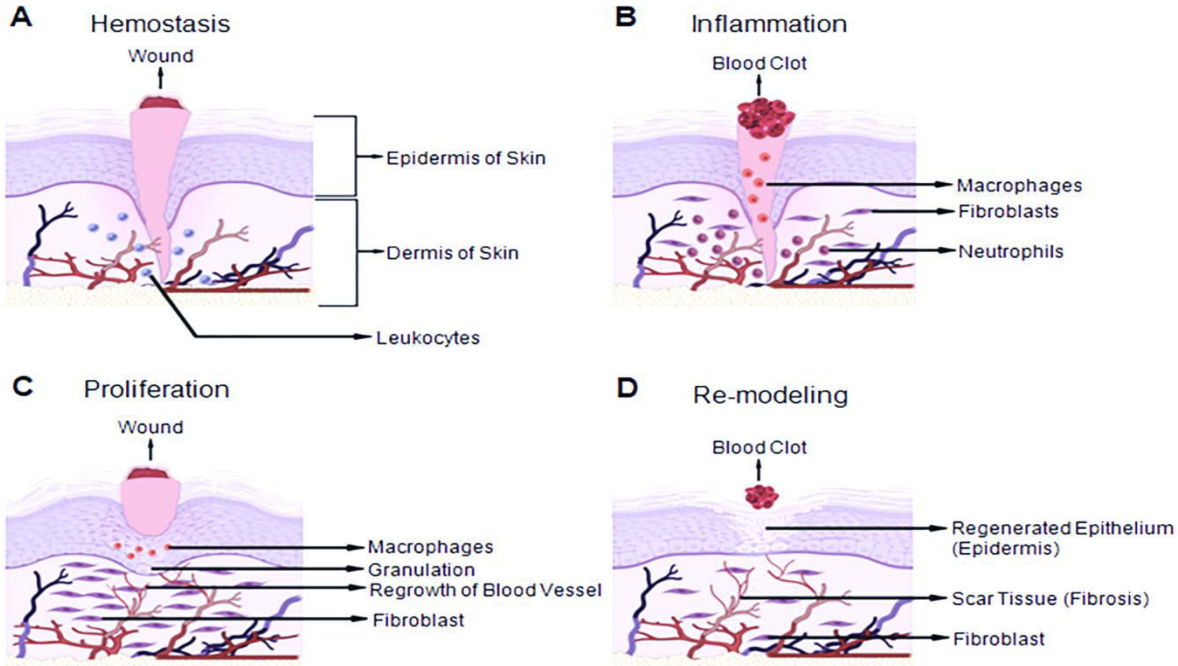 A
Hemostasis
Wound
Epidermis of Skin
Dermis of Skin
Leukocytes
B
Inflammation
Blood Clot
Macrophages
Fibroblasts
Neutrophils
C
Proliferation
Wound
Macrophages
Granulation
Regrowth of Blood Vessel
Fibroblast
D
Re-modeling
Blood Clot
Regenerated Epithelium
(Epidermis)
Scar Tissue (Fibrosis)
Fibroblast